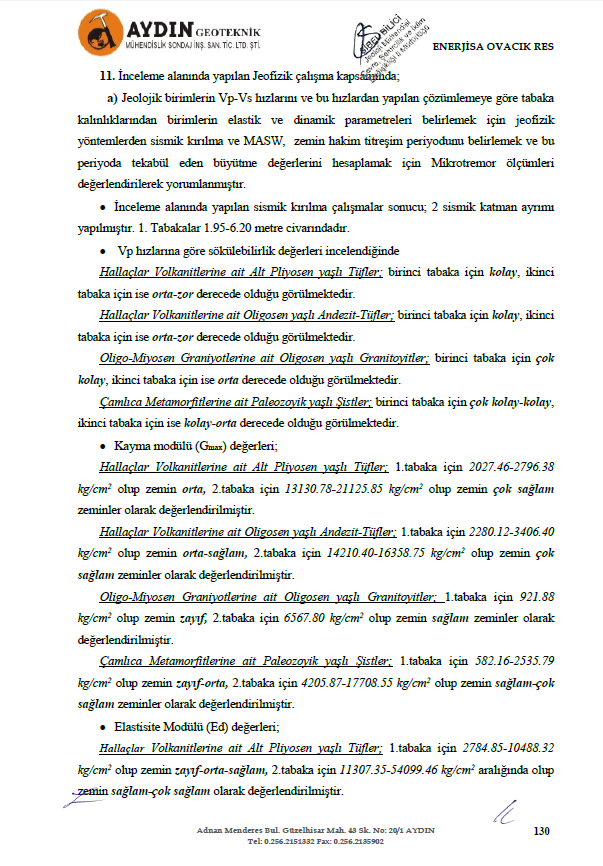 AYDIN GEOTEKNİK
MÜHENDİSLİK SONDAJ İNŞ. SAN. TİC. LTD. ŞTİ.
SİBEL BİLİCİ
Jeoloji Mühendisi
ENERJİSA OVACIK RES
11. İnceleme alanında yapılan Jeofizik çalışma kapsamında;
a) Jeolojik birimlerin Vp-Vs hızlarını ve bu hızlardan yapılan çözümlemeye göre tabaka
kalınlıklarından birimlerin elastik ve dinamik parametreleri belirlemek için jeofizik
yöntemlerden sismik kırılma ve MASW, zemin hakim titreşim periyodunu belirlemek ve bu
periyoda tekabül eden büyütme değerlerini hesaplamak için Mikrotremor ölçümleri
değerlendirilerek yorumlanmıştır.
• İnceleme alanında yapılan sismik kırılma çalışmalar sonucu; 2 sismik katman ayrımı
yapılmıştır. 1. Tabakalar 1.95-6.20 metre civarındadır.
• Vp hızlarına göre sökülebilirlik değerleri incelendiğinde
Hallaçlar Volkanitlerine ait Alt Pliyosen yaşlı Tüfler; birinci tabaka için kolay, ikinci
tabaka için ise orta-zor derecede olduğu görülmektedir.
Hallaçlar Volkanitlerine ait Oligosen yaşlı Andezit-Tüfler; birinci tabaka için kolay, ikinci
tabaka için ise orta-zor derecede olduğu görülmektedir.
Oligo-Miyosen Graniyotlerine ait Oligosen yaşlı Granitoyitler; birinci tabaka için çok
kolay, ikinci tabaka için ise orta derecede olduğu görülmektedir.
Çamlıca Metamorfitlerine ait Paleozoyik yaşlı Şistler; birinci tabaka için çok kolay-kolay,
ikinci tabaka için ise kolay-orta derecede olduğu görülmektedir.
• Kayma modülü (Gmax) değerleri;
Hallaçlar Volkanitlerine ait Alt Pliyosen yaşlı Tüfler; 1.tabaka için 2027.46-2796.38
kg/cm² olup zemin orta, 2.tabaka için 13130.78-21125.85 kg/cm² olup zemin çok sağlam
zeminler olarak değerlendirilmiştir.
Hallaçlar Volkanitlerine ait Oligosen yaşlı Andezit-Tüfler; 1.tabaka için 2280.12-3406.40
kg/cm² olup zemin orta-sağlam, 2.tabaka için 14210.40-16358.75 kg/cm² olup zemin çok
sağlam zeminler olarak değerlendirilmiştir.
Oligo-Miyosen Graniyotlerine ait Oligosen yaşlı Granitoyitler; 1.tabaka için 921.88
kg/cm² olup zemin zayıf, 2.tabaka için 6567.80 kg/cm² olup zemin sağlam zeminler olarak
değerlendirilmiştir.
Çamlıca Metamorfitlerine ait Paleozoyik yaşlı Şistler; 1.tabaka için 582.16-2535.79
kg/cm² olup zemin zayıf-orta, 2.tabaka için 4205.87-17708.55 kg/cm² olup zemin sağlam-çok
sağlam zeminler olarak değerlendirilmiştir.
• Elastisite Modülü (Ed) değerleri;
Hallaçlar Volkanitlerine ait Alt Pliyosen yaşlı Tüfler; 1.tabaka için 2784.85-10488.32
kg/cm² olup zemin zayıf-orta-sağlam, 2.tabaka için 11307.35-54099.46 kg/cm² aralığında olup
zemin sağlam-çok sağlam olarak değerlendirilmiştir.
Adnan Menderes Bul. Güzelhisar Mah. 43 Sk. No: 20/1 AYDIN
Tel: 0.256.2151332 Fax: 0.256.2135902
130